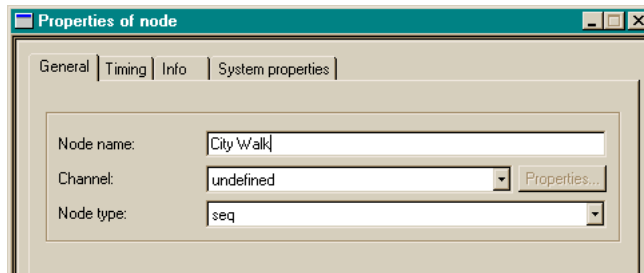 Properties of node
General Timing Info System properties
Node name: City Walk
Channel: undefined Properties...
Node type: seq